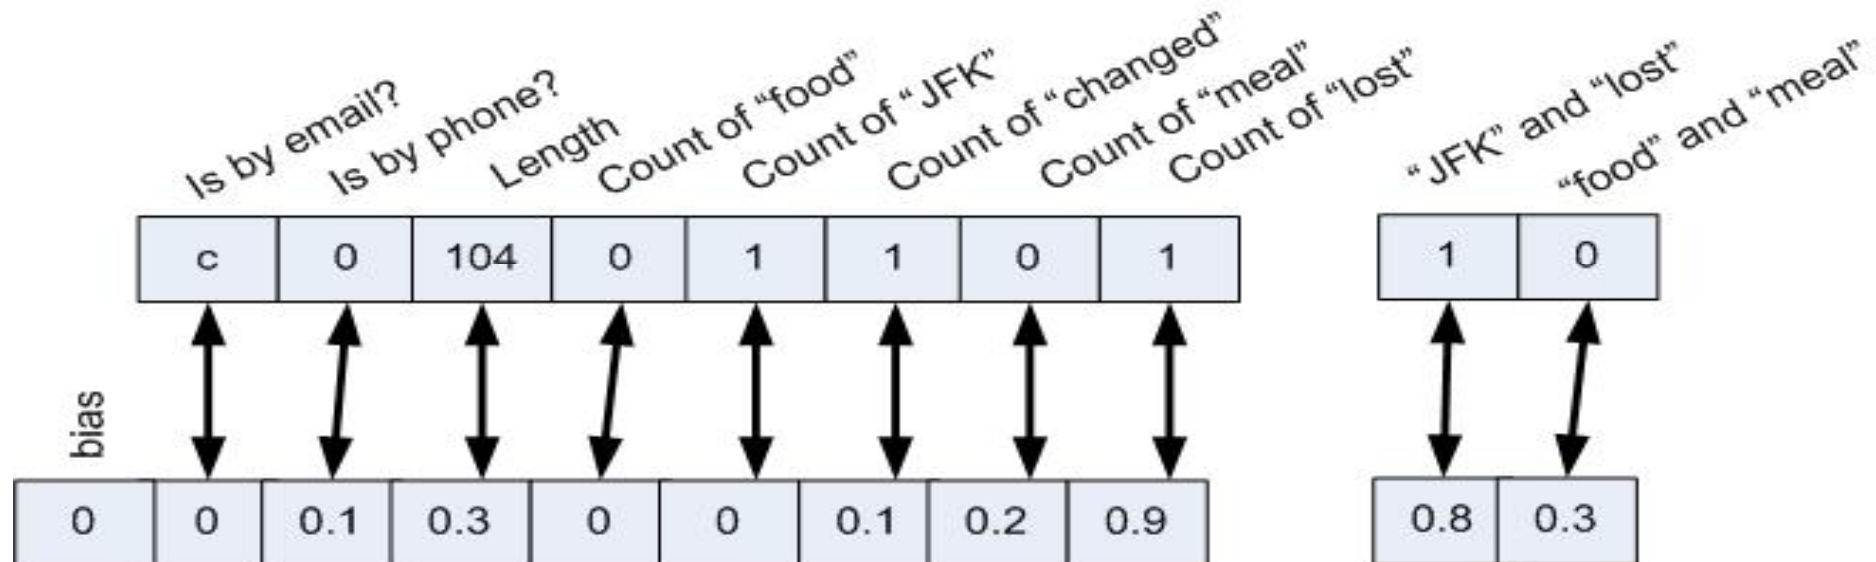 Is by email?
Is by phone?
Length
Count of “food”
Count of “JFK”
Count of “changed”
Count of “meal”
Count of “lost”
“JFK” and “lost”
“food” and “meal”
c 0 104 0 1 1 0 1 1 0
bias
0 0 0.1 0.3 0 0 0.1 0.2 0.9 0.8 0.3